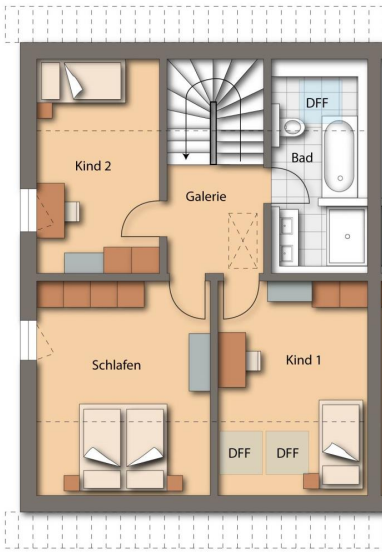 DFF
Bad
Kind 2
Galerie
Schlafen
Kind 1
DFF
DFF